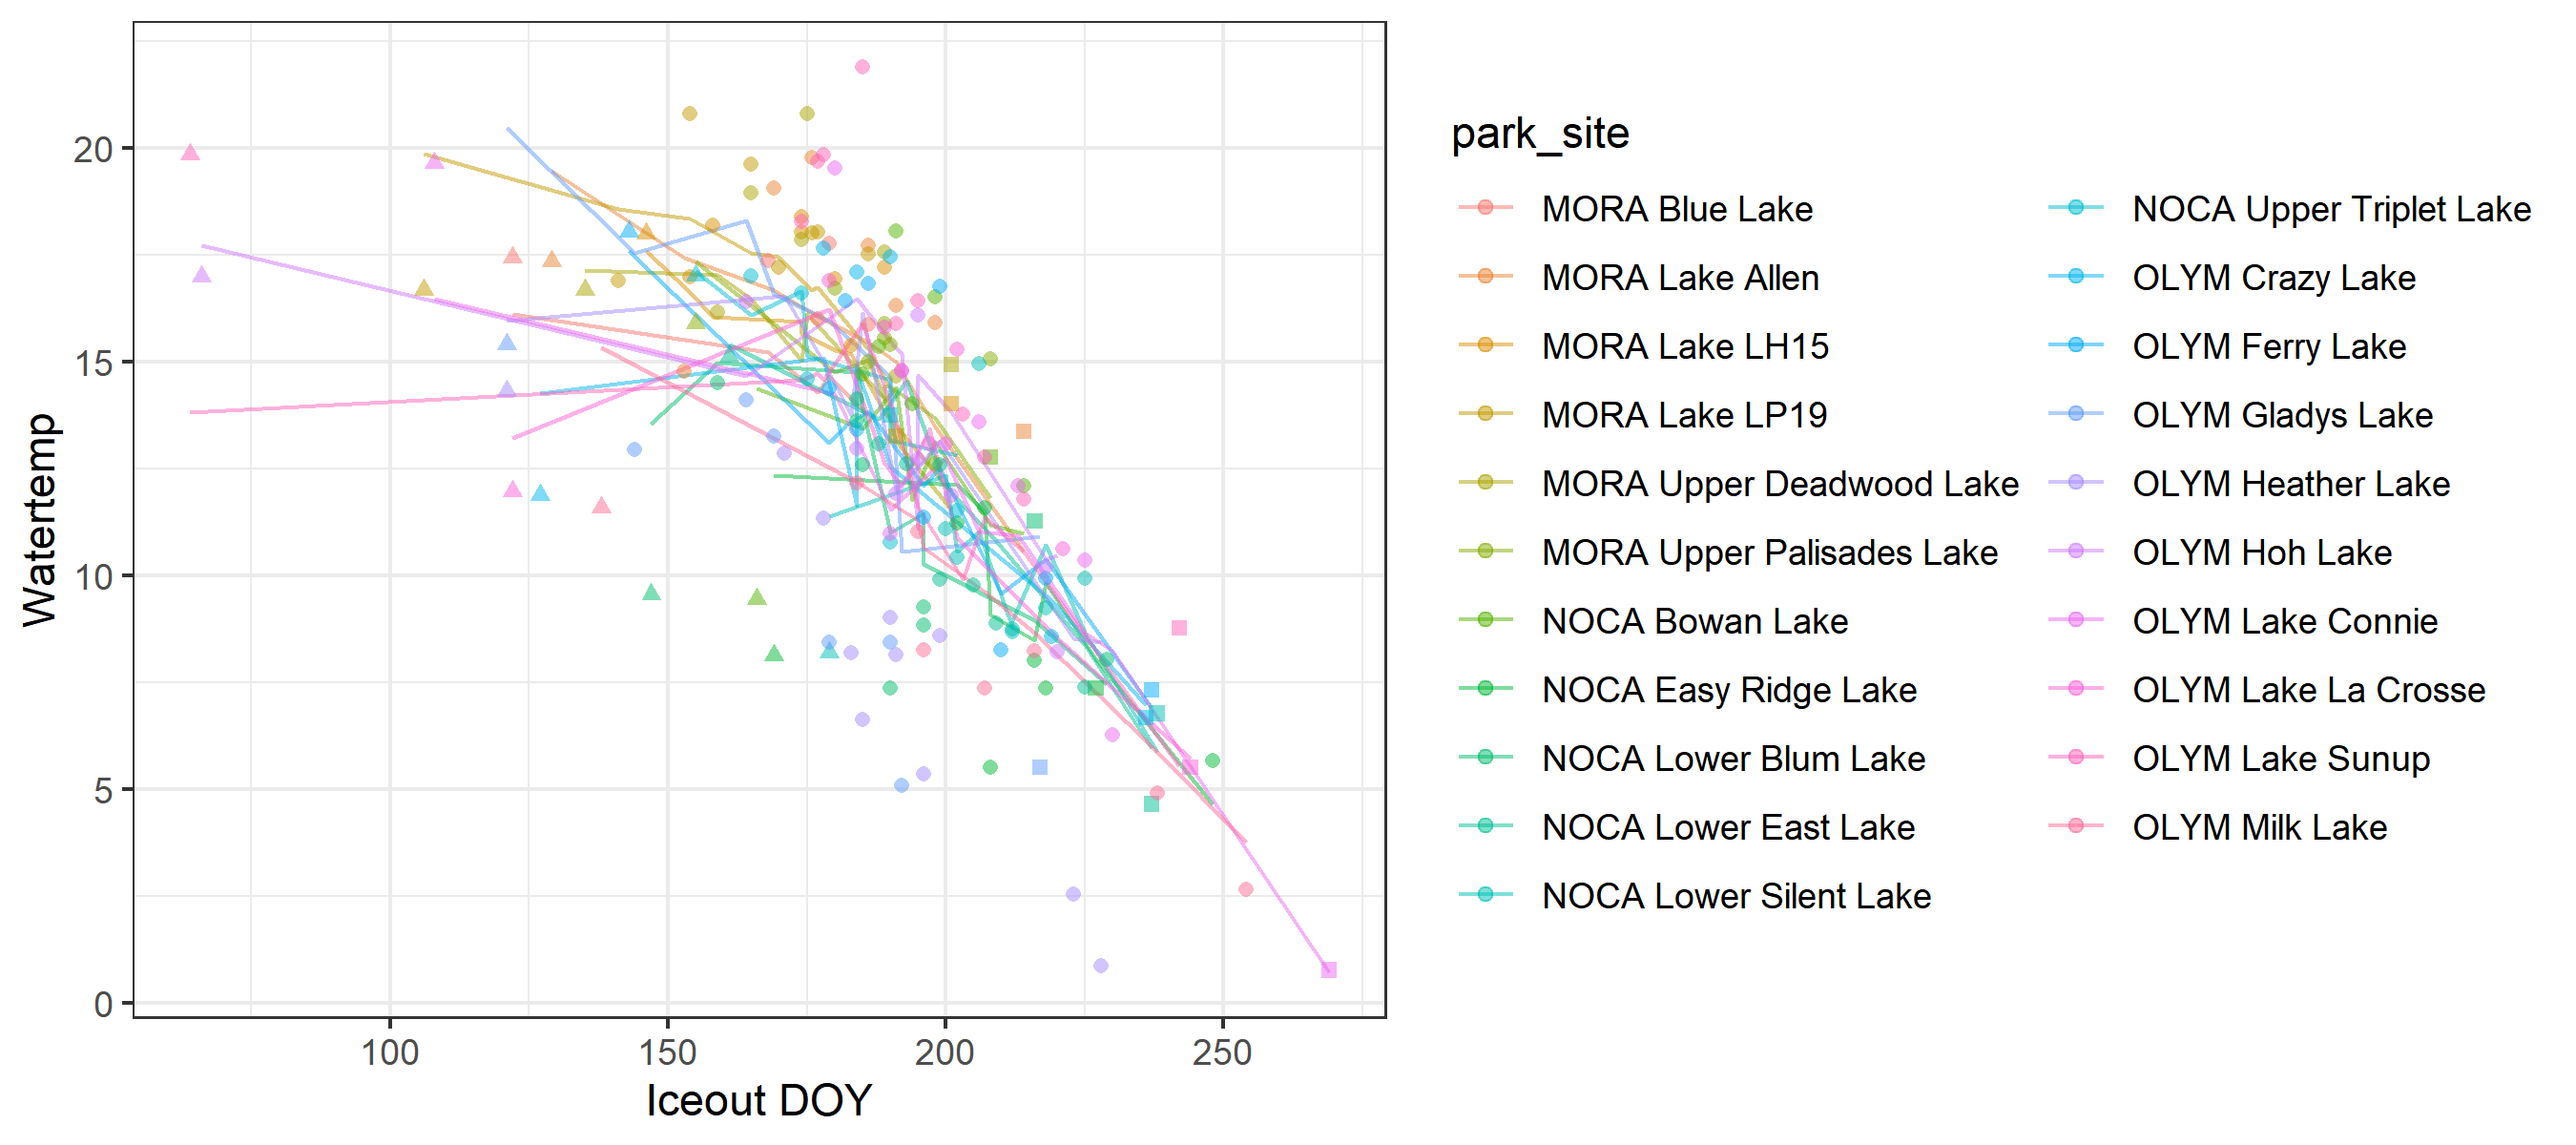 20
15
10
5
0
Watertemp
100
150
200
250
Iceout DOY
park_site
MORA Blue Lake
MORA Lake Allen
MORA Lake LH15
MORA Lake LP19
MORA Upper Deadwood Lake
MORA Upper Palisades Lake
NOCA Bowan Lake
NOCA Easy Ridge Lake
NOCA Lower Blum Lake
NOCA Lower East Lake
NOCA Lower Silent Lake
NOCA Upper Triplet Lake
OLYM Crazy Lake
OLYM Ferry Lake
OLYM Gladys Lake
OLYM Heather Lake
OLYM Hoh Lake
OLYM Lake Connie
OLYM Lake La Crosse
OLYM Lake Sunup
OLYM Milk Lake